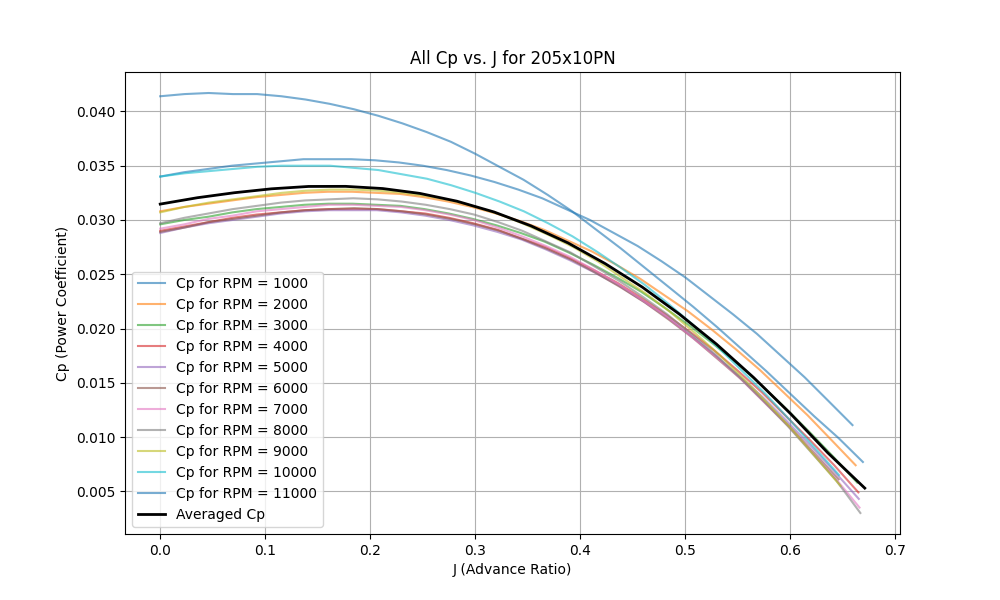 All Cp vs. J for 205x10PN
Cp (Power Coefficient)
0.040
0.035
0.030
0.025
0.020
0.015
0.010
0.005
Cp for RPM = 1000
Cp for RPM = 2000
Cp for RPM = 3000
Cp for RPM = 4000
Cp for RPM = 5000
Cp for RPM = 6000
Cp for RPM = 7000
Cp for RPM = 8000
Cp for RPM = 9000
Cp for RPM = 10000
Cp for RPM = 11000
Averaged Cp
0.0 0.1 0.2 0.3 0.4 0.5 0.6 0.7
J (Advance Ratio)